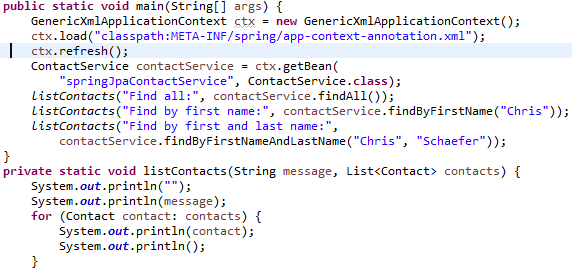 public static void main(String[] args) {
    GenericXmlApplicationContext ctx = new GenericXmlApplicationContext();
    ctx.load("classpath:META-INF/spring/app-context-annotation.xml");
    ctx.refresh();
    ContactService contactService = ctx.getBean(
        "springJpaContactService", ContactService.class);
    listContacts("Find all:", contactService.findAll());
    listContacts("Find by first name:", contactService.findByFirstName("Chris"));
    listContacts("Find by first and last name:",
        contactService.findByFirstNameAndLastName("Chris", "Schaefer"));
}
private static void listContacts(String message, List<Contact> contacts) {
    System.out.println("");
    System.out.println(message);
    for (Contact contact: contacts) {
        System.out.println(contact);
        System.out.println();
    }